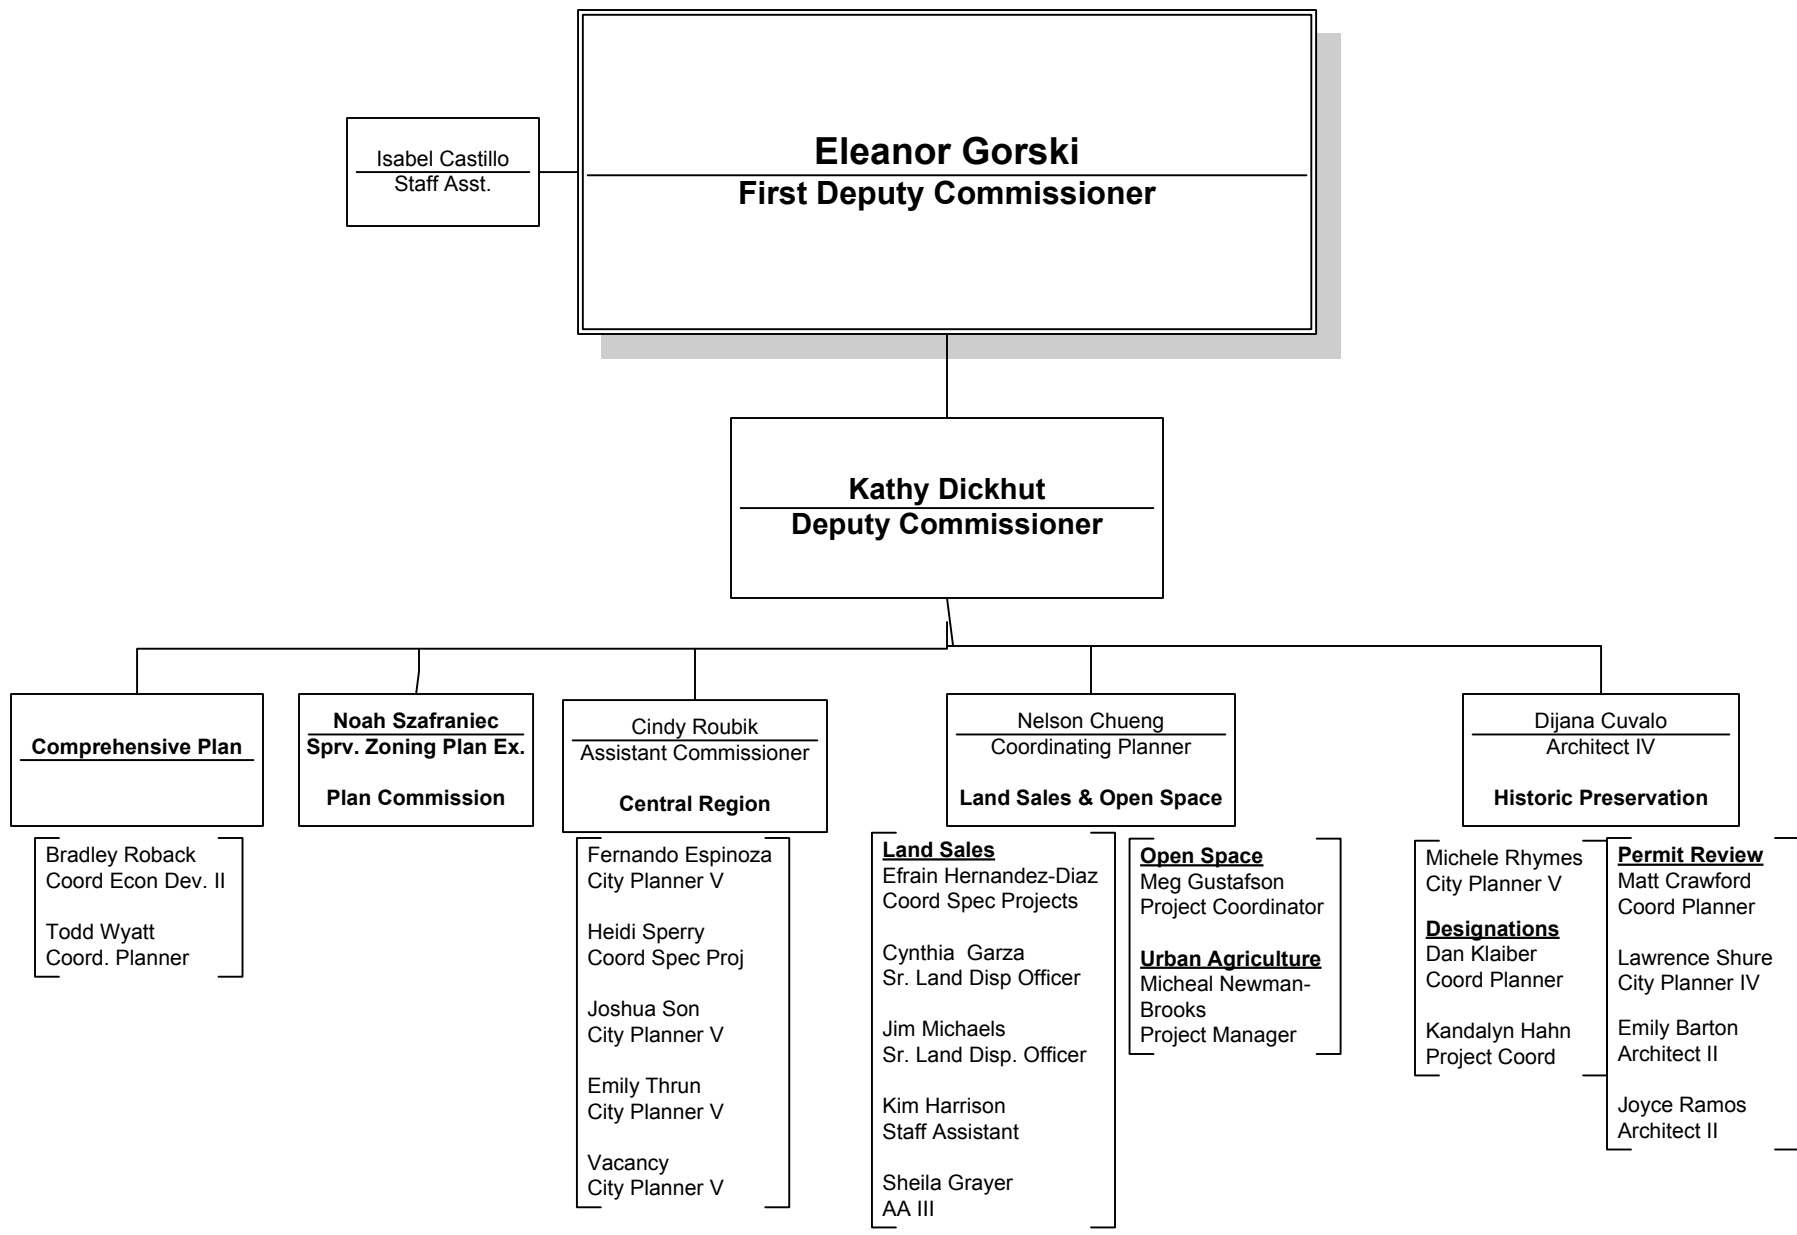 Isabel Castillo
Staff Asst.
Eleanor Gorski
First Deputy Commissioner
Kathy Dickhut
Deputy Commissioner
Comprehensive Plan
Bradley Roback
Coord Econ Dev. II
Todd Wyatt
Coord. Planner
Noah Szafraniec
Sprv. Zoning Plan Ex.
Plan Commission
Cindy Roubik
Assistant Commissioner
Central Region
Fernando Espinoza
City Planner V
Heidi Sperry
Coord Spec Proj
Joshua Son
City Planner V
Emily Thrun
City Planner V
Vacancy
City Planner V
Nelson Chueng
Coordinating Planner
Land Sales & Open Space
Land Sales
Efrain Hernandez-Diaz
Coord Spec Projects
Cynthia  Garza
Sr. Land Disp Officer
Jim Michaels
Sr. Land Disp. Officer
Kim Harrison
Staff Assistant
Sheila Grayer
AA III
Open Space
Meg Gustafson
Project Coordinator
Urban Agriculture
Micheal Newman-
Brooks
Project Manager
Dijana Cuvalo
Architect IV
Historic Preservation
Michele Rhymes
City Planner V
Designations
Dan Klaiber
Coord Planner
Kandalyn Hahn
Project Coord
Permit Review
Matt Crawford
Coord Planner
Lawrence Shure
City Planner IV
Emily Barton
Architect II
Joyce Ramos
Architect II